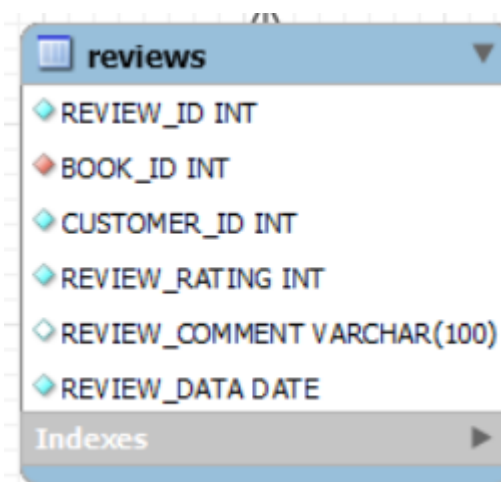 reviews
REVIEW_ID INT
BOOK_ID INT
CUSTOMER_ID INT
REVIEW_RATING INT
REVIEW_COMMENT VARCHAR(100)
REVIEW_DATA DATE
Indexes